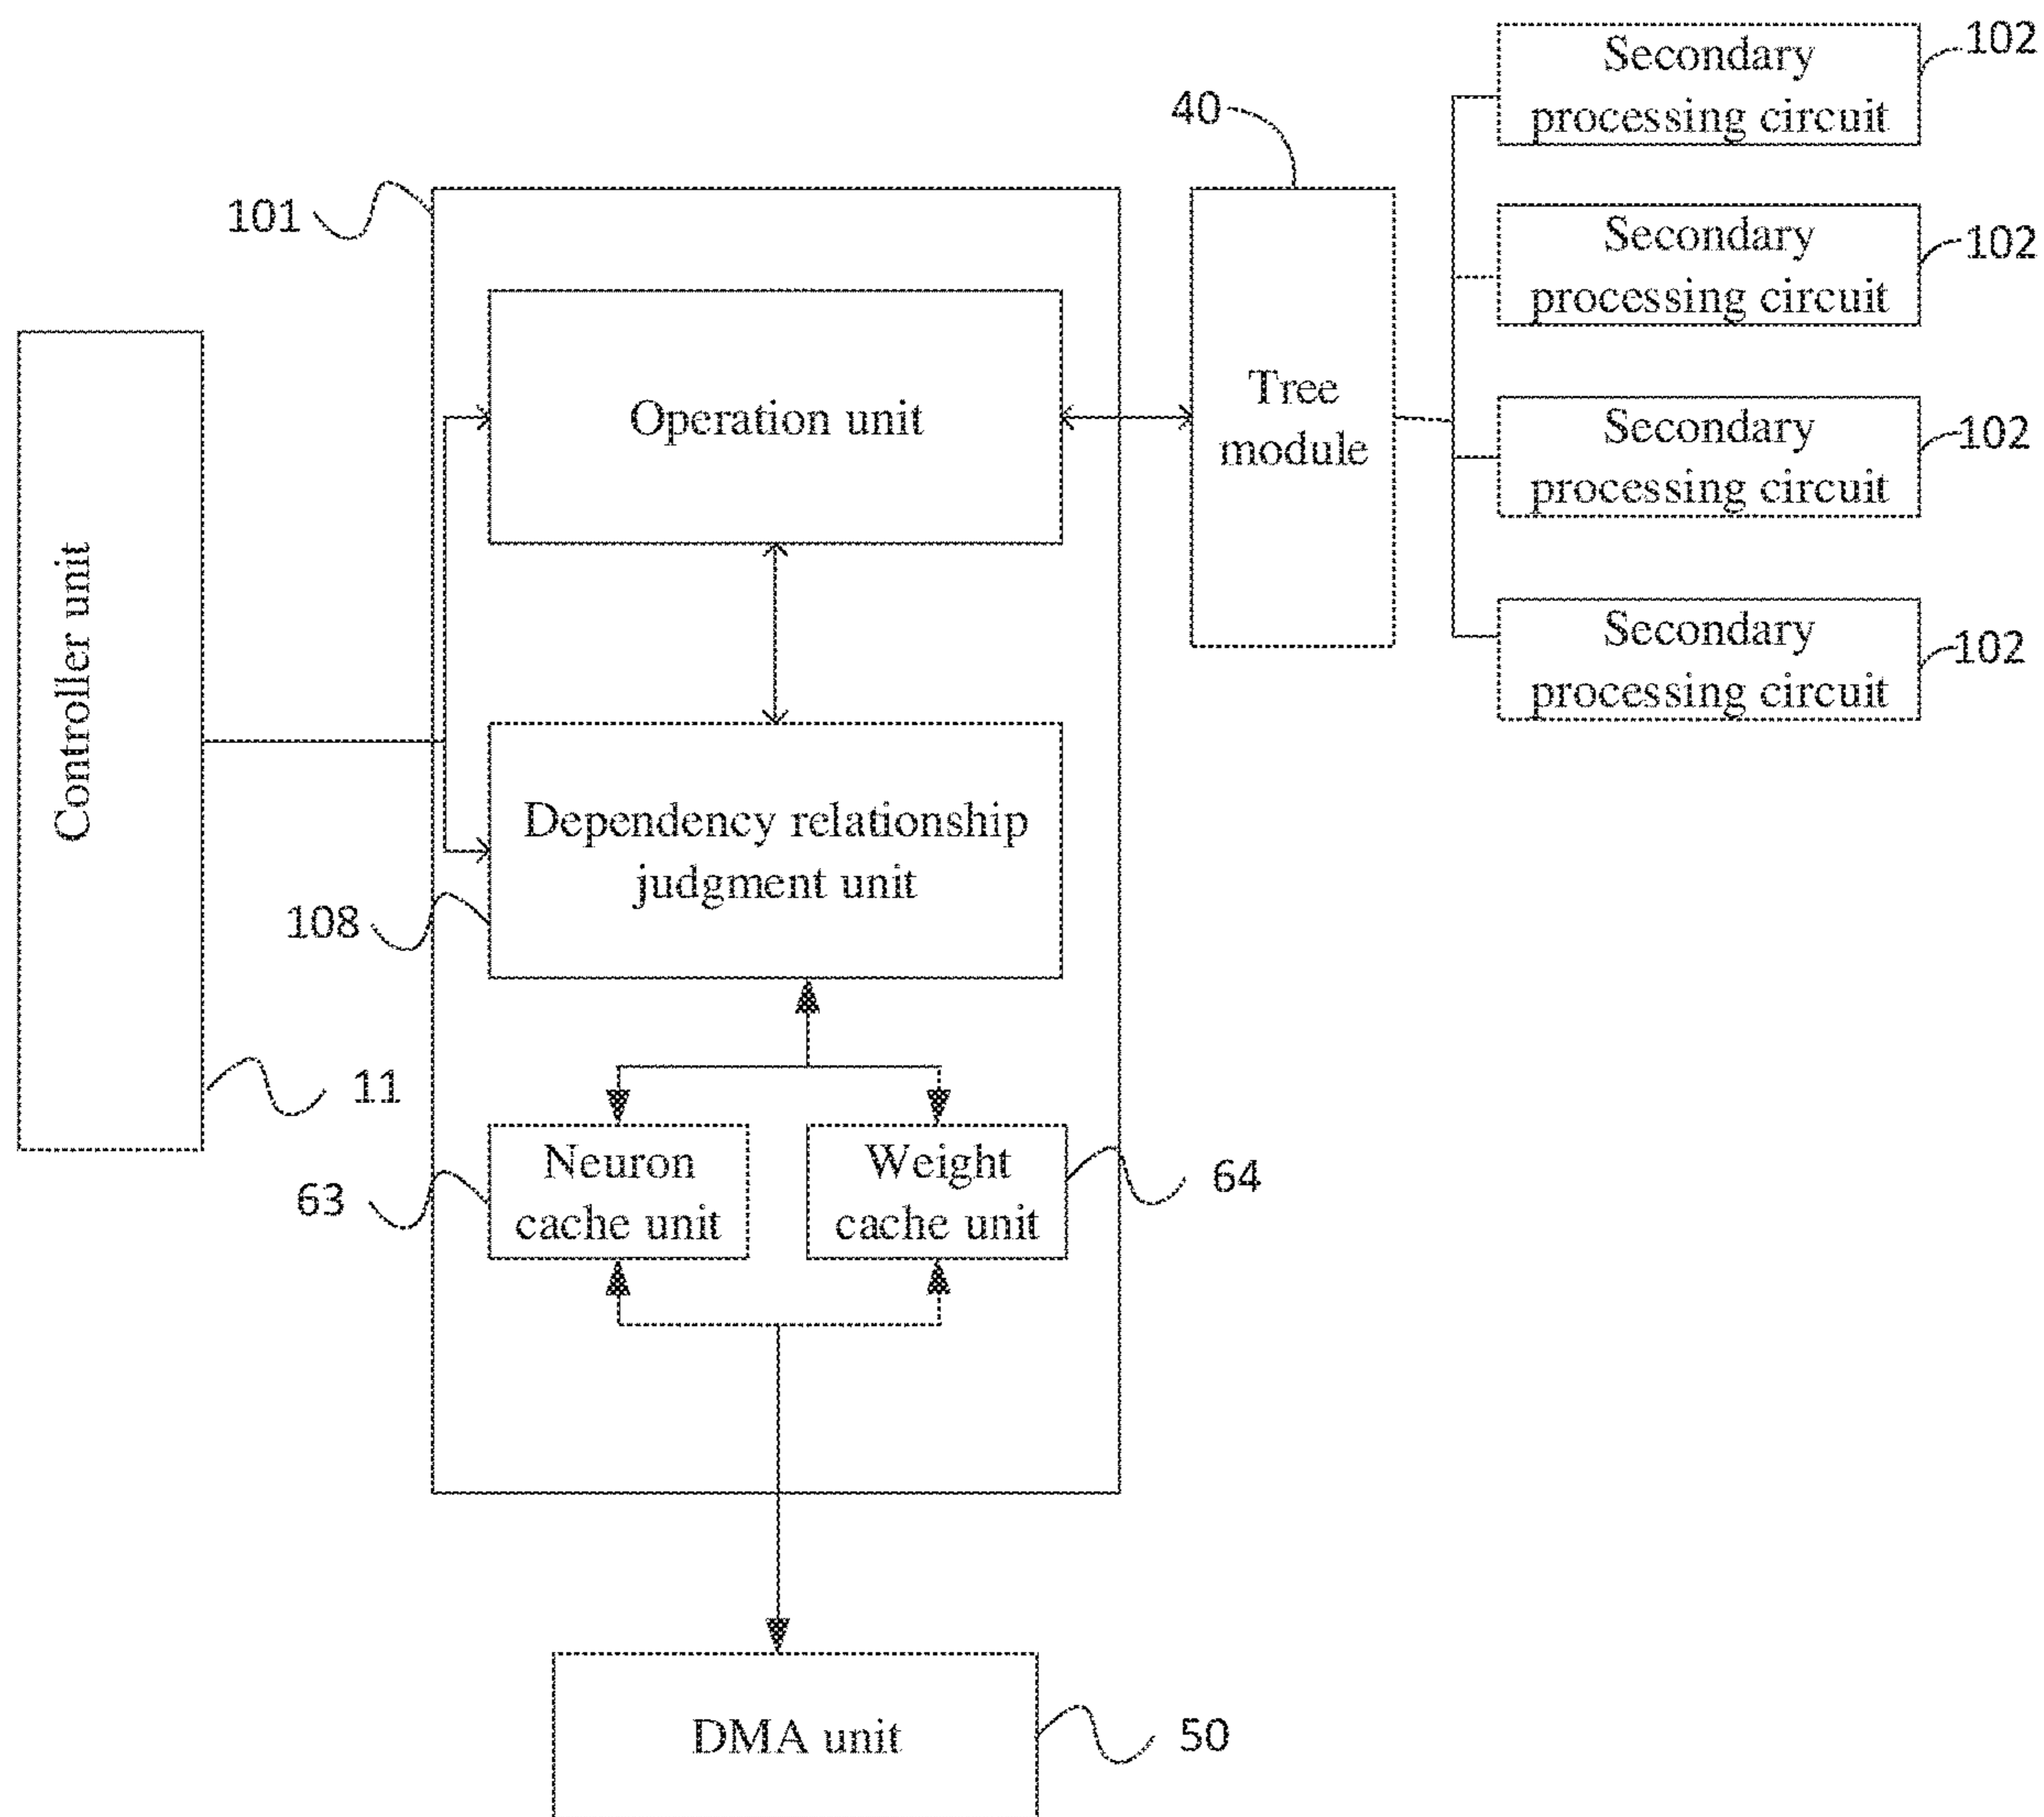 Secondary
processing circuit
102
40
Secondary
processing circuit
102
101
Operation unit
Tree
module
Secondary
processing circuit
102
Controller unit
Secondary
processing circuit
102
Dependency relationship
judgment unit
108
11
Neuron
cache unit
63
Weight
cache unit
64
DMA unit
50